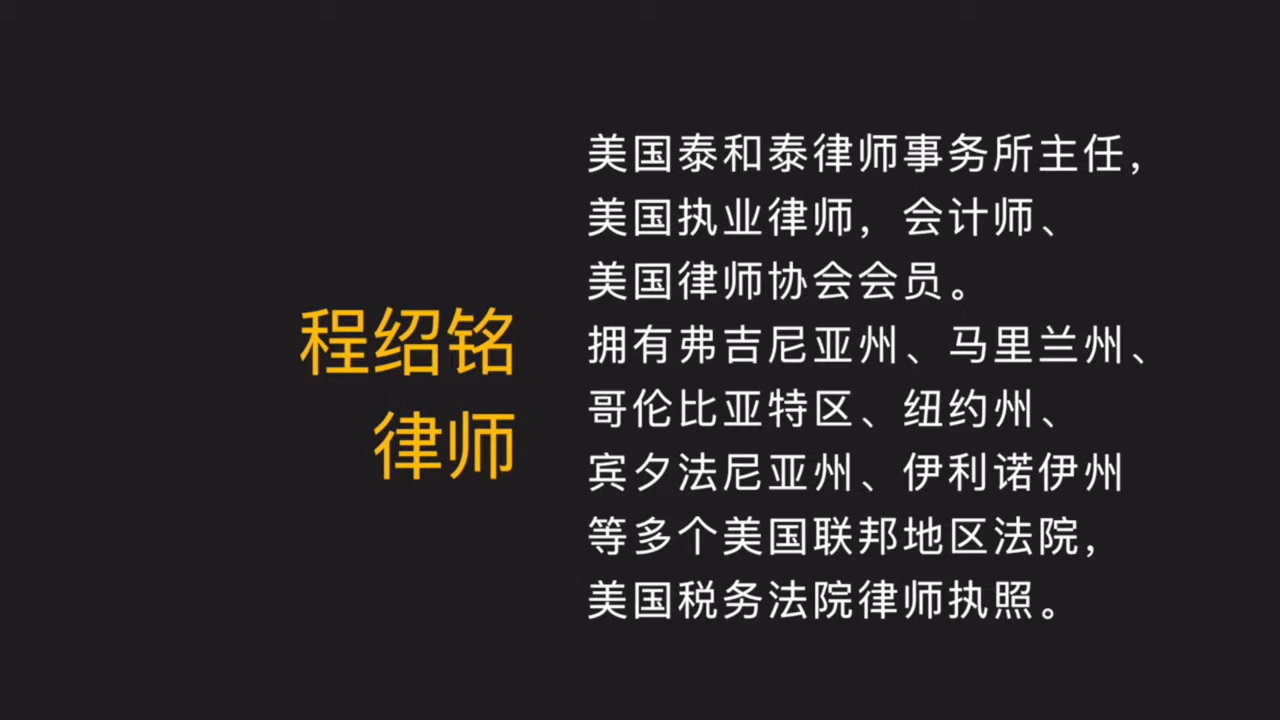 程绍铭
律师
美国泰和泰律师事务所主任，
美国执业律师，会计师、
美国律师协会会员。
拥有弗吉尼亚州、马里兰州、
哥伦比亚特区、纽约州、
宾夕法尼亚州、伊利诺伊州
等多个美国联邦地区法院，
美国税务法院律师执照。